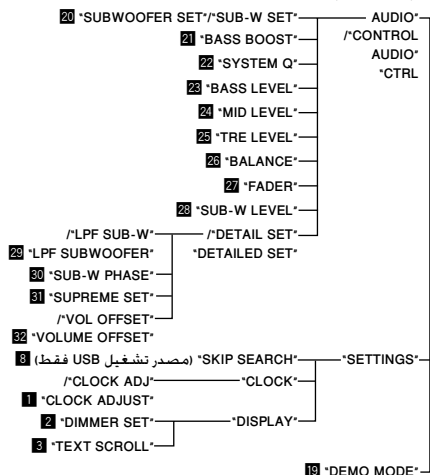 20 "SUBWOOFER SET"/"SUB-W SET" AUDIO"
/"CONTROL
21 "BASS BOOST"
AUDIO"
22 "SYSTEM Q"
"CTRL
23 "BASS LEVEL"
24 "MID LEVEL"
25 "TRE LEVEL"
26 "BALANCE"
27 "FADER"
28 "SUB-W LEVEL"
/"LPF SUB-W" /"DETAIL SET"
29 "LPF SUBWOOFER" "DETAILED SET"
30 "SUB-W PHASE"
31 "SUPREME SET"
/"VOL OFFSET"
32 "VOLUME OFFSET"
8 (مصدر تشغيل USB فقط) "SKIP SEARCH" "SETTINGS"
/"CLOCK ADJ" "CLOCK"
1 "CLOCK ADJUST"
2 "DIMMER SET" "DISPLAY"
3 "TEXT SCROLL"
19 "DEMO MODE"